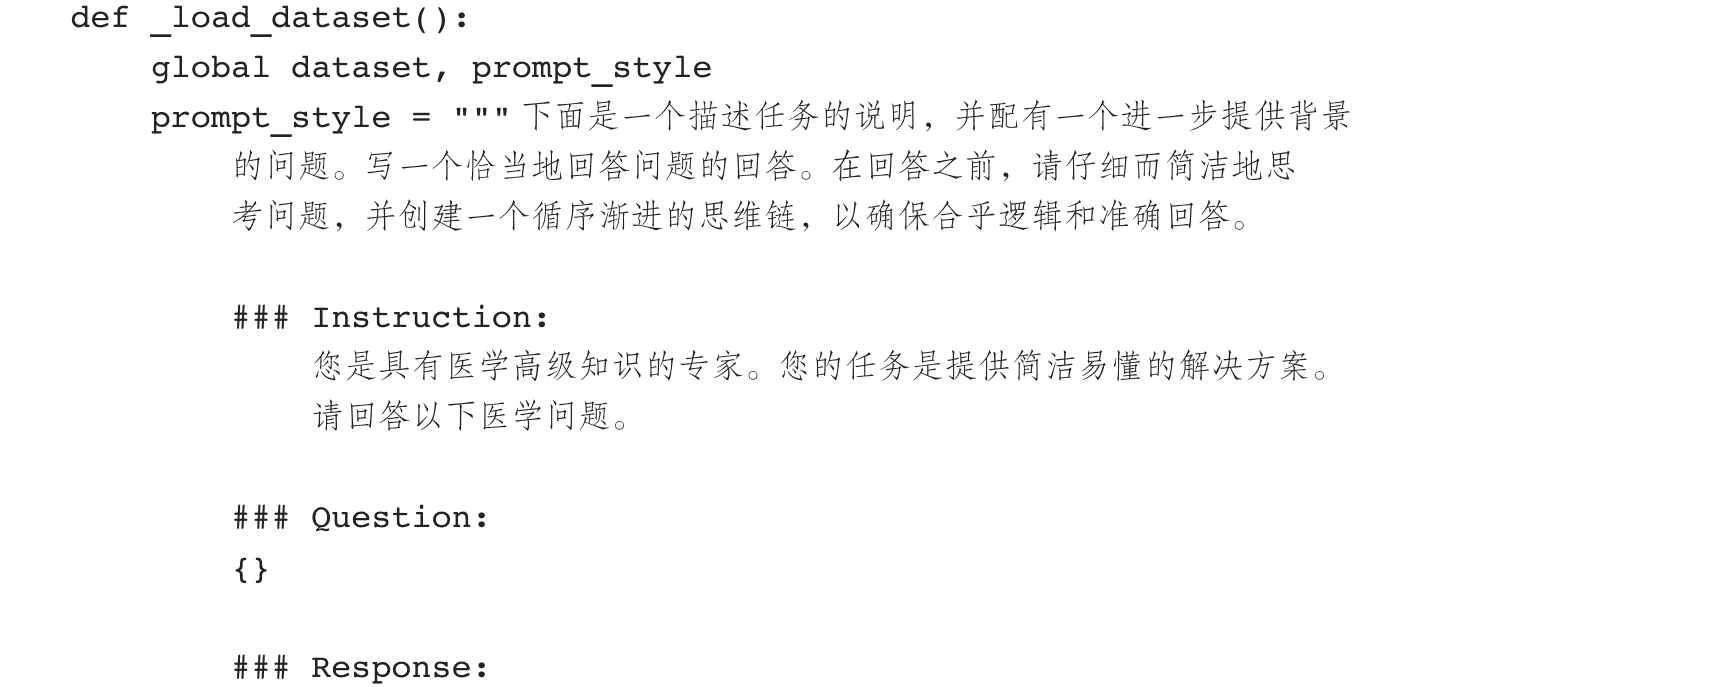 def _load_dataset():
    global dataset, prompt_style
    prompt_style = """下面是一个描述任务的说明，并配有一个进一步提供背景
        的问题。写一个恰当地回答问题的回答。在回答之前，请仔细而简洁地思
        考问题，并创建一个循序渐进的思维链，以确保合乎逻辑和准确回答。

        ### Instruction:
            您是具有医学高级知识的专家。您的任务是提供简洁易懂的解决方案。
            请回答以下医学问题。

        ### Question:
        {}

        ### Response: